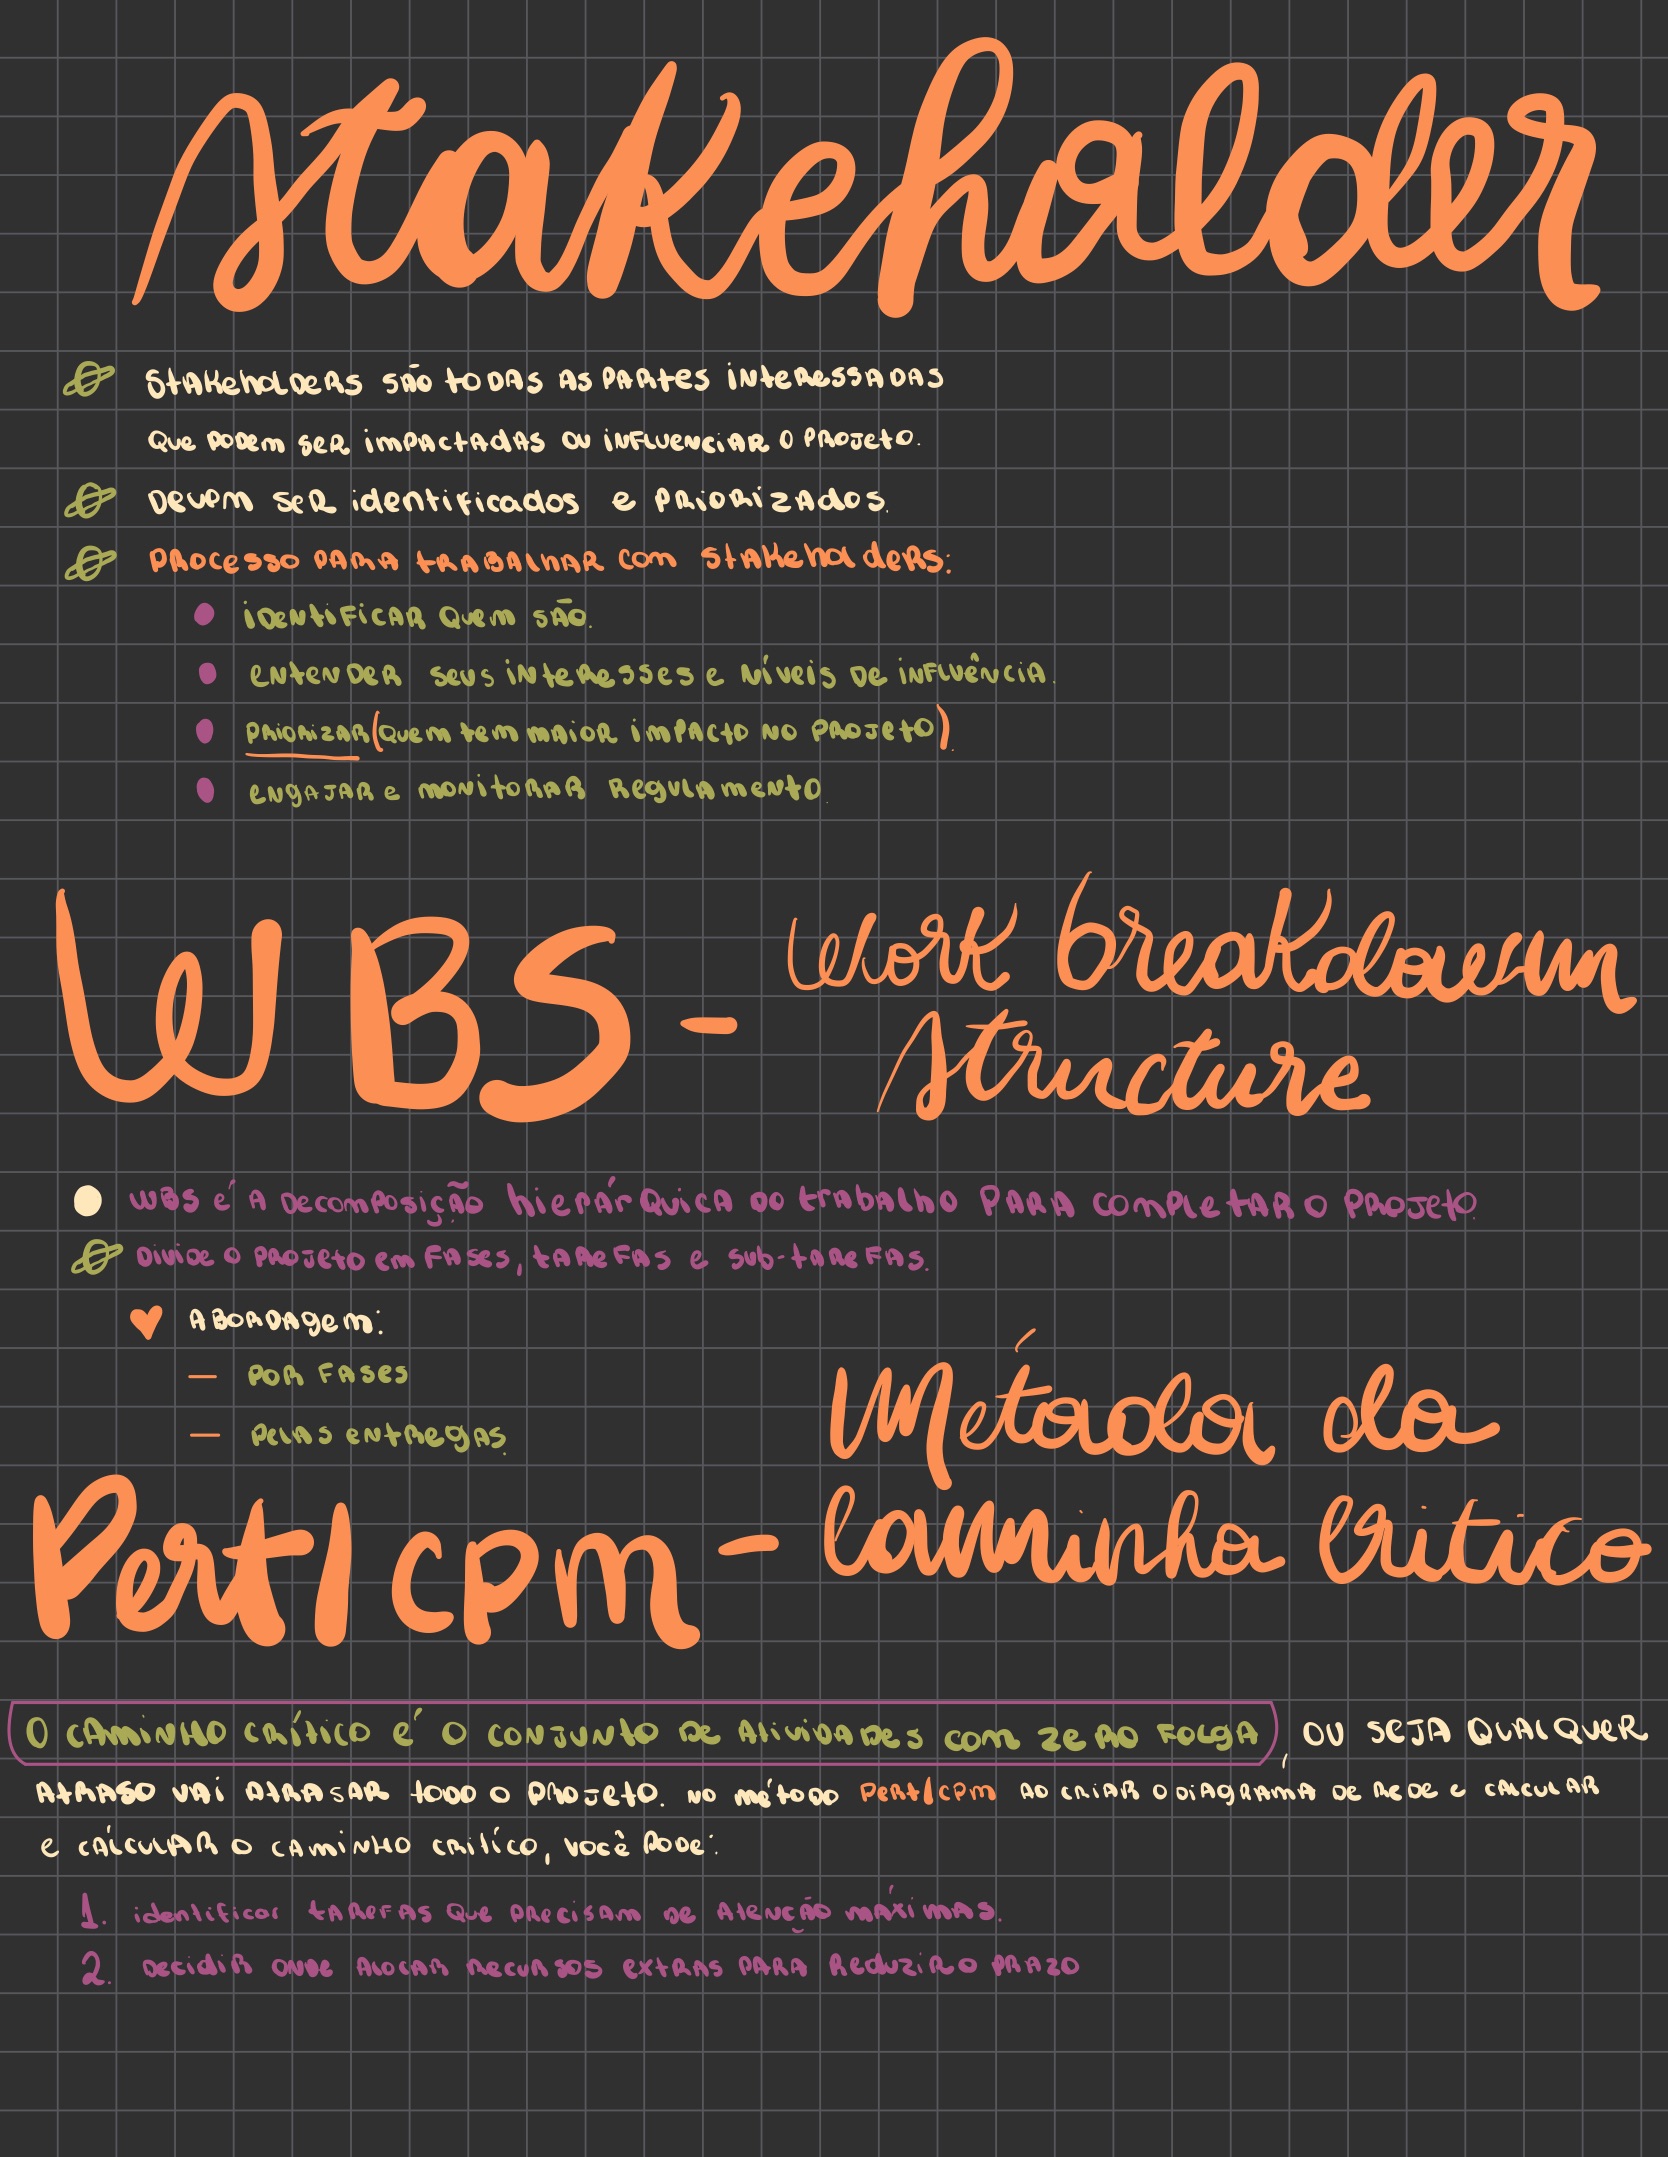 Stakeholder
Stakeholders são todas as partes interessadas
que podem ser impactadas ou influenciar o projeto.
Devem ser identificados e priorizados.
Processo para trabalhar com stakeholders:
identificar quem são.
entender seus interesses e níveis de influência.
priorizar (quem tem maior impacto no projeto).
engajar e monitorar regulamento.
WBS - Work breakdown
structure
WBS é a decomposição hiepárquica do trabalho para completar o projeto.
Divide o projeto em fases, tarefas e sub-tarefas.
Abordagem:
— por fases
— pelas entregas.
Método do
Pert/cpm - Caminho Critico
O caminho crítico é o conjunto de atividades com zero folga, ou seja qualquer
atraso vai atrasar todo o projeto. no método Pert/cpm ao criar o diagrama de rede e calcular
e cálcular o caminho critíco, você pode:
1. identificar tarefas que precisam de atenção máximas.
2. Decidir onde alocar recursos extras para reduzir o prazo